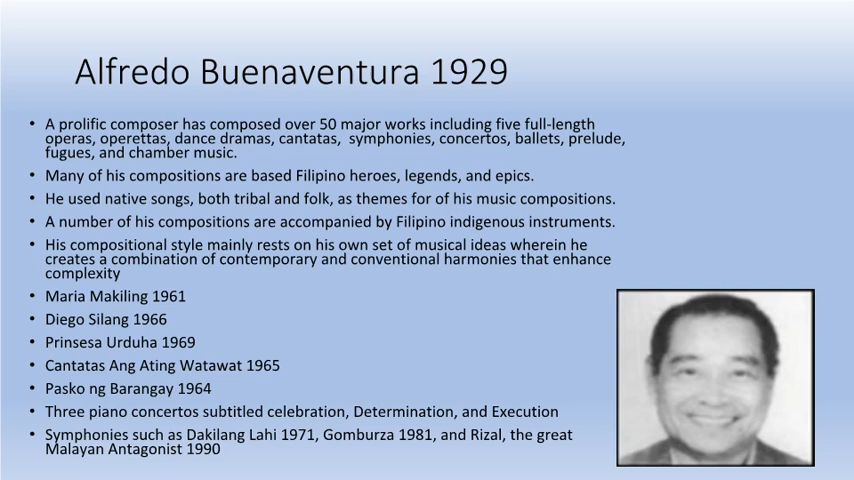 Alfredo Buenaventura 1929
• A prolific composer has composed over 50 major works including five full-length
operas, operettas, dance dramas, cantatas,  symphonies, concertos, ballets, prelude,
fugues, and chamber music.
• Many of his compositions are based Filipino heroes, legends, and epics.
• He used native songs, both tribal and folk, as themes for of his music compositions.
• A number of his compositions are accompanied by Filipino indigenous instruments.
• His compositional style mainly rests on his own set of musical ideas wherein he
creates a combination of contemporary and conventional harmonies that enhance
complexity
• Maria Makiling 1961
• Diego Silang 1966
• Prinsesa Urduha 1969
• Cantatas Ang Ating Watawat 1965
• Pasko ng Barangay 1964
• Three piano concertos subtitled celebration, Determination, and Execution
• Symphonies such as Dakilang Lahi 1971, Gomburza 1981, and Rizal, the great
Malayan Antagonist 1990